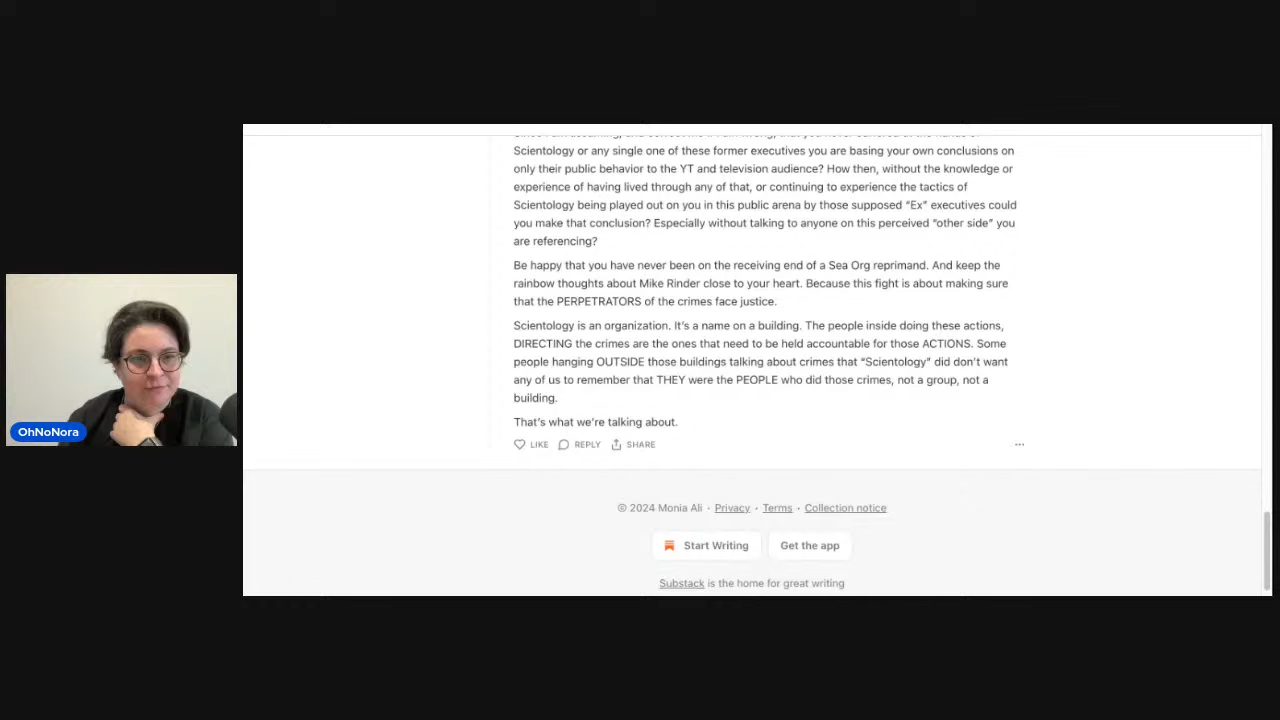 Scientology or any single one of these former executives you are basing your own conclusions on
only their public behavior to the YT and television audience? How then, without the knowledge or
experience of having lived through any of that, or continuing to experience the tactics of
Scientology being played out on you in this public arena by those supposed “Ex” executives could
you make that conclusion? Especially without talking to anyone on this perceived “other side” you
are referencing?
Be happy that you have never been on the receiving end of a Sea Org reprimand. And keep the
rainbow thoughts about Mike Rinder close to your heart. Because this fight is about making sure
that the PERPETRATORS of the crimes face justice.
Scientology is an organization. It’s a name on a building. The people inside doing these actions,
DIRECTING the crimes are the ones that need to be held accountable for those ACTIONS. Some
people hanging OUTSIDE those buildings talking about crimes that “Scientology” did don’t want
any of us to remember that THEY were the PEOPLE who did those crimes, not a group, not a
building.
That’s what we’re talking about.
LIKE REPLY SHARE
OhNoNora
© 2024 Monia Ali · Privacy · Terms · Collection notice
Start Writing Get the app
Substack is the home for great writing